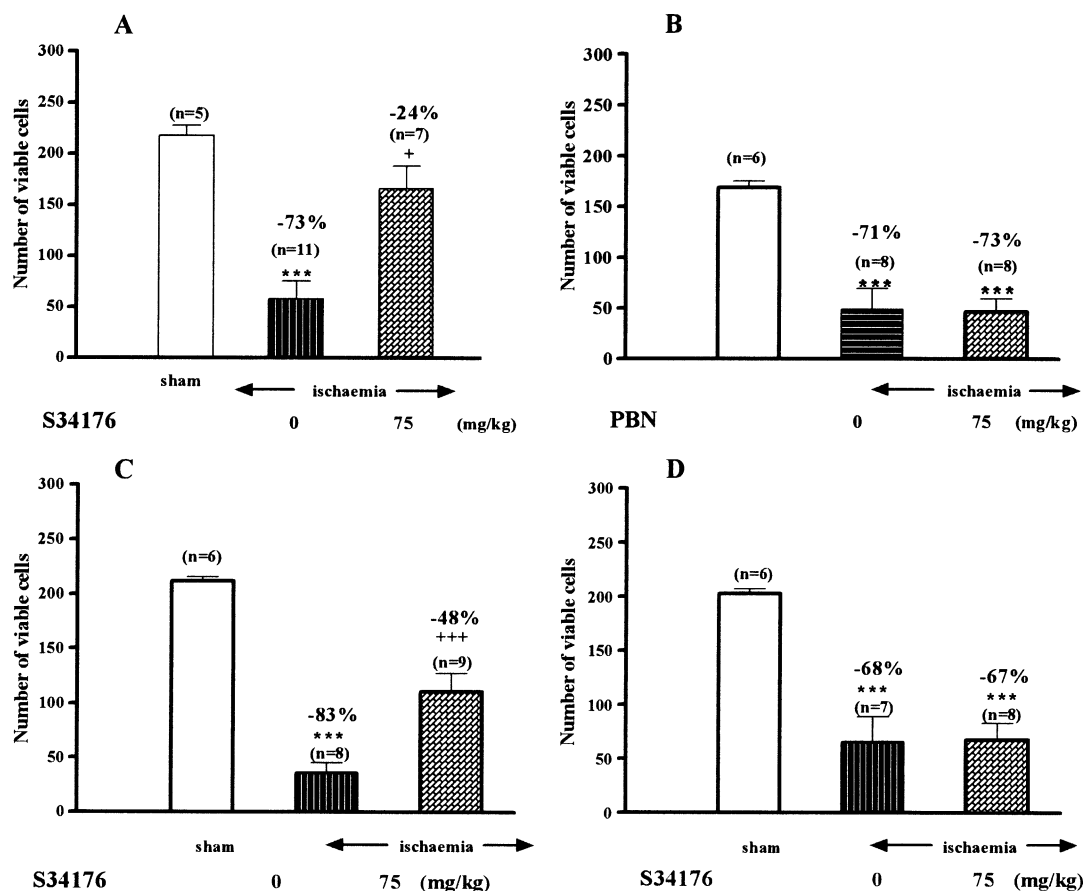 A
Number of viable cells
300
250
200
150
100
50
0
(n=5)
-73%
(n=11)
***
-24%
(n=7)
+
sham
ischaemia
S34176 0 75 (mg/kg)
B
Number of viable cells
300
250
200
150
100
50
0
(n=6)
-71%
(n=8)
***
-73%
(n=8)
***
ischaemia
PBN 0 75 (mg/kg)
C
Number of viable cells
300
250
200
150
100
50
0
(n=6)
-83%
***
(n=8)
-48%
+++
(n=9)
sham
ischaemia
S34176 0 75 (mg/kg)
D
Number of viable cells
300
250
200
150
100
50
0
(n=6)
-68%
***
(n=7)
-67%
***
(n=8)
sham
ischaemia
S34176 0 75 (mg/kg)